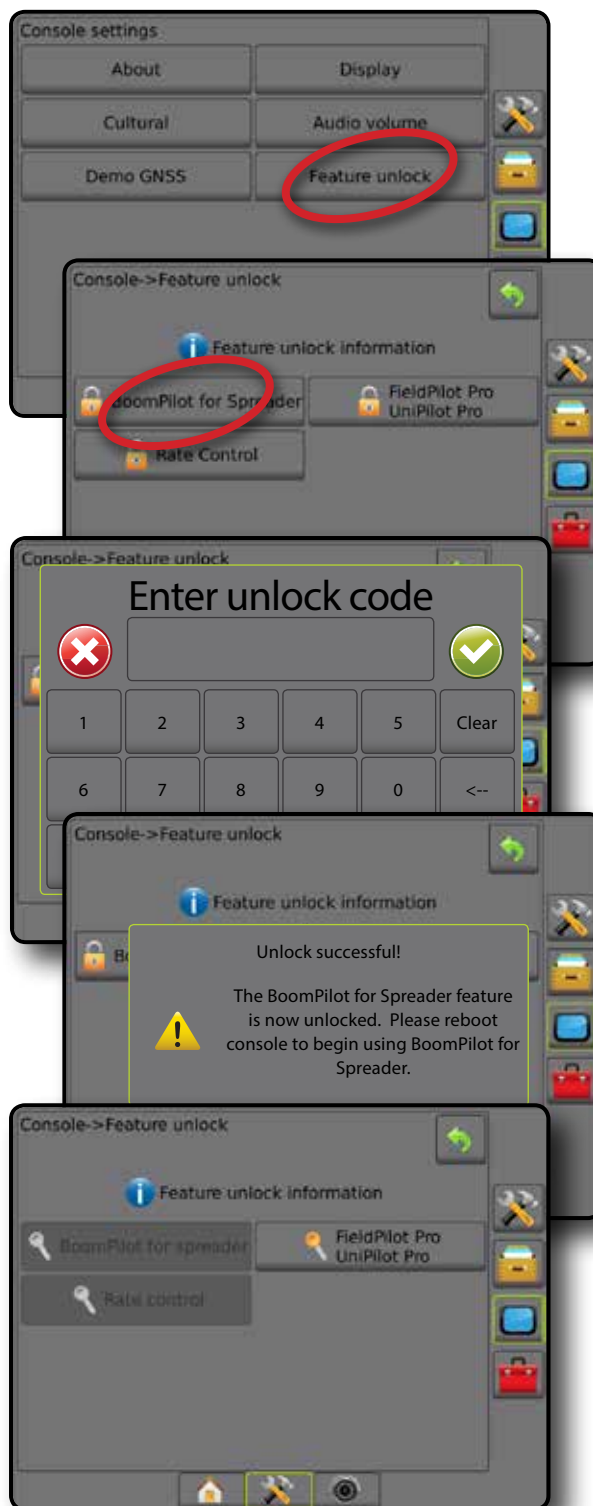 Console settings
About
Display
Cultural
Audio volume
Demo GNSS
Feature unlock
Console->Feature unlock
Feature unlock information
BoomPilot for Spreader
FieldPilot Pro
UniPilot Pro
Rate Control
Console->Feature unlock
Enter unlock code
1 2 3 4 5 Clear
6 7 8 9 0 <--
Console->Feature unlock
Feature unlock information
Bo
Unlock successful!
The BoomPilot for Spreader feature
is now unlocked. Please reboot
console to begin using BoomPilot for
Spreader.
Console->Feature unlock
Feature unlock information
BoomPilot for spreader
FieldPilot Pro
UniPilot Pro
Rate control